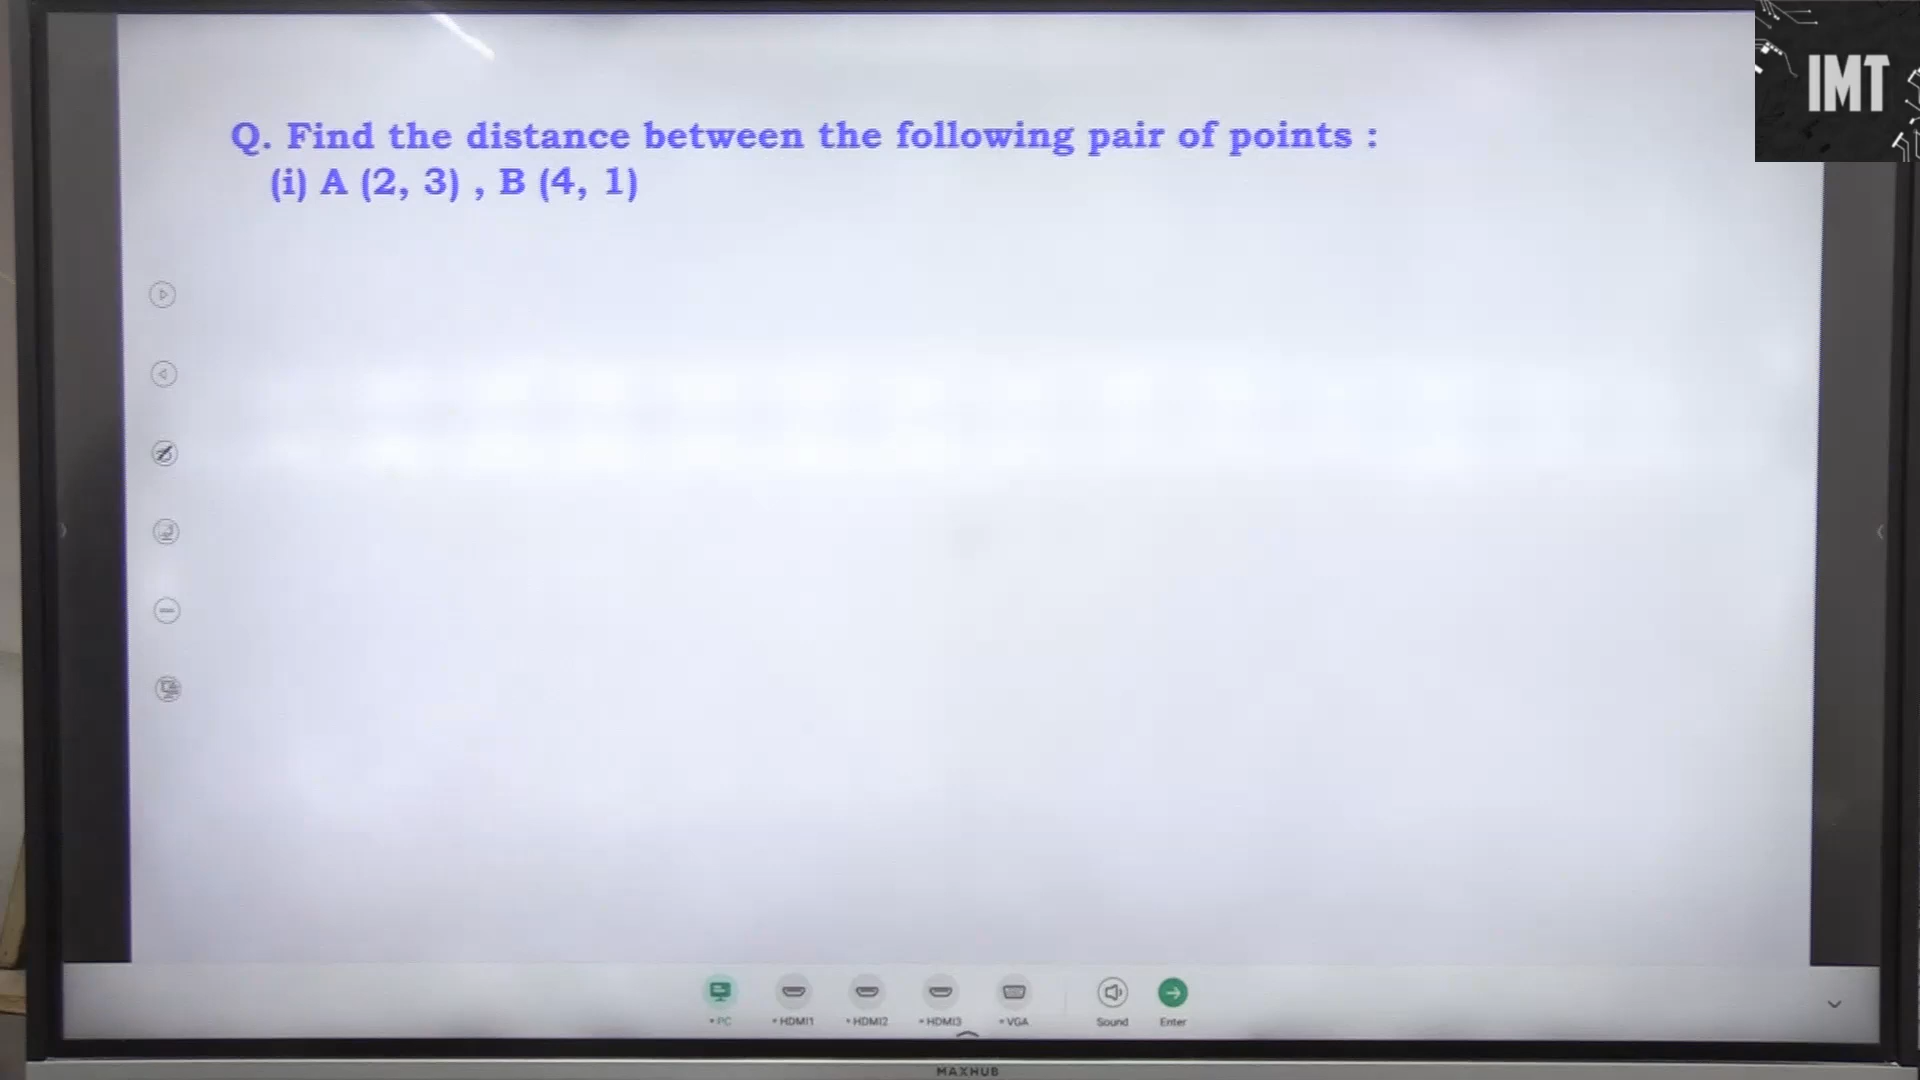 IMT
Q. Find the distance between the following pair of points :
(i) A (2, 3) , B (4, 1)
PC HDMI1 HDMI2 HDMI3 VGA Sound Enter
MAXHUB